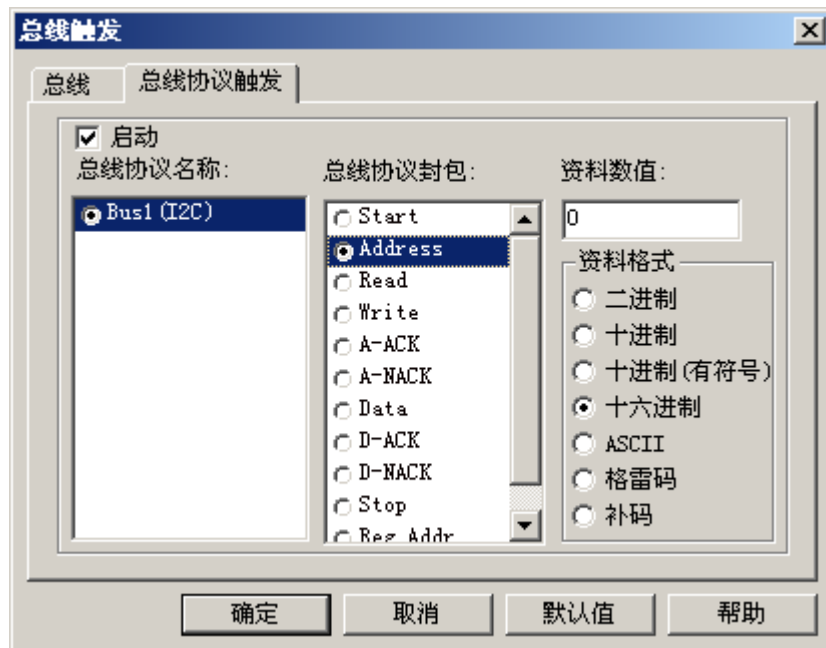 总线触发
总线
总线协议触发
启动
总线协议名称:
总线协议封包:
资料数值:
Bus1(I2C)
Start
Address
Read
Write
A-ACK
A-NACK
Data
D-ACK
D-NACK
Stop
Reg Addr
0
资料格式
二进制
十进制
十进制(有符号)
十六进制
ASCII
格雷码
补码
确定
取消
默认值
帮助